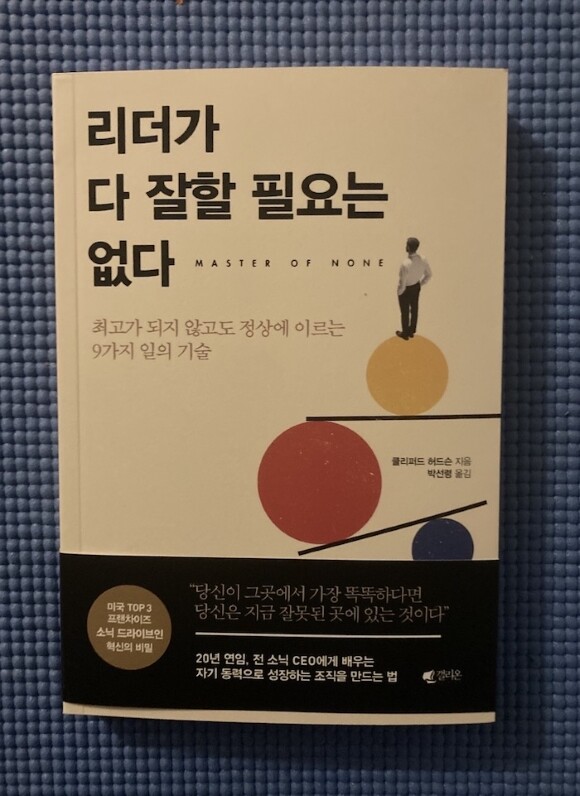 리더가
다 잘할 필요는
없다
MASTER OF NONE
최고가 되지 않고도 정상에 이르는
9가지 일의 기술
클리퍼드 허드슨 지음
박선령 옮김
미국 TOP 3
프랜차이즈
소닉 드라이브인
혁신의 비밀
“당신이 그곳에서 가장 똑똑하다면
당신은 지금 잘못된 곳에 있는 것이다”
20년 연임, 전 소닉 CEO에게 배우는
자기 동력으로 성장하는 조직을 만드는 법
갤리온